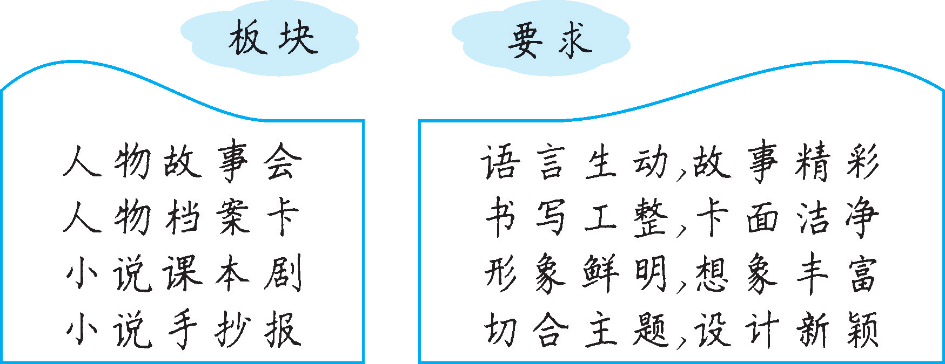 板块
要求
人物故事会
人物档案卡
小说课本剧
小说手抄报
语言生动,故事精彩
书写工整,卡面洁净
形象鲜明,想象丰富
切合主题,设计新颖